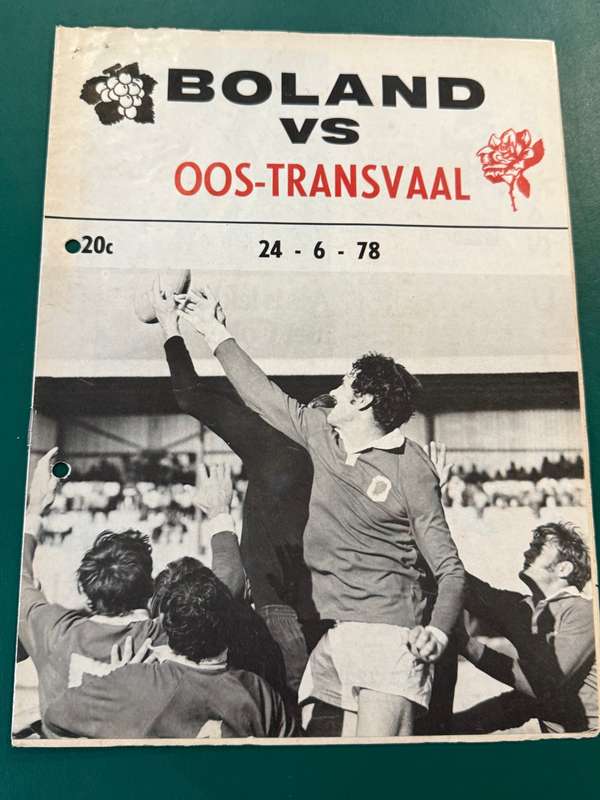 BOLAND
VS
OOS-TRANSVAAL
20c
24 - 6 - 78